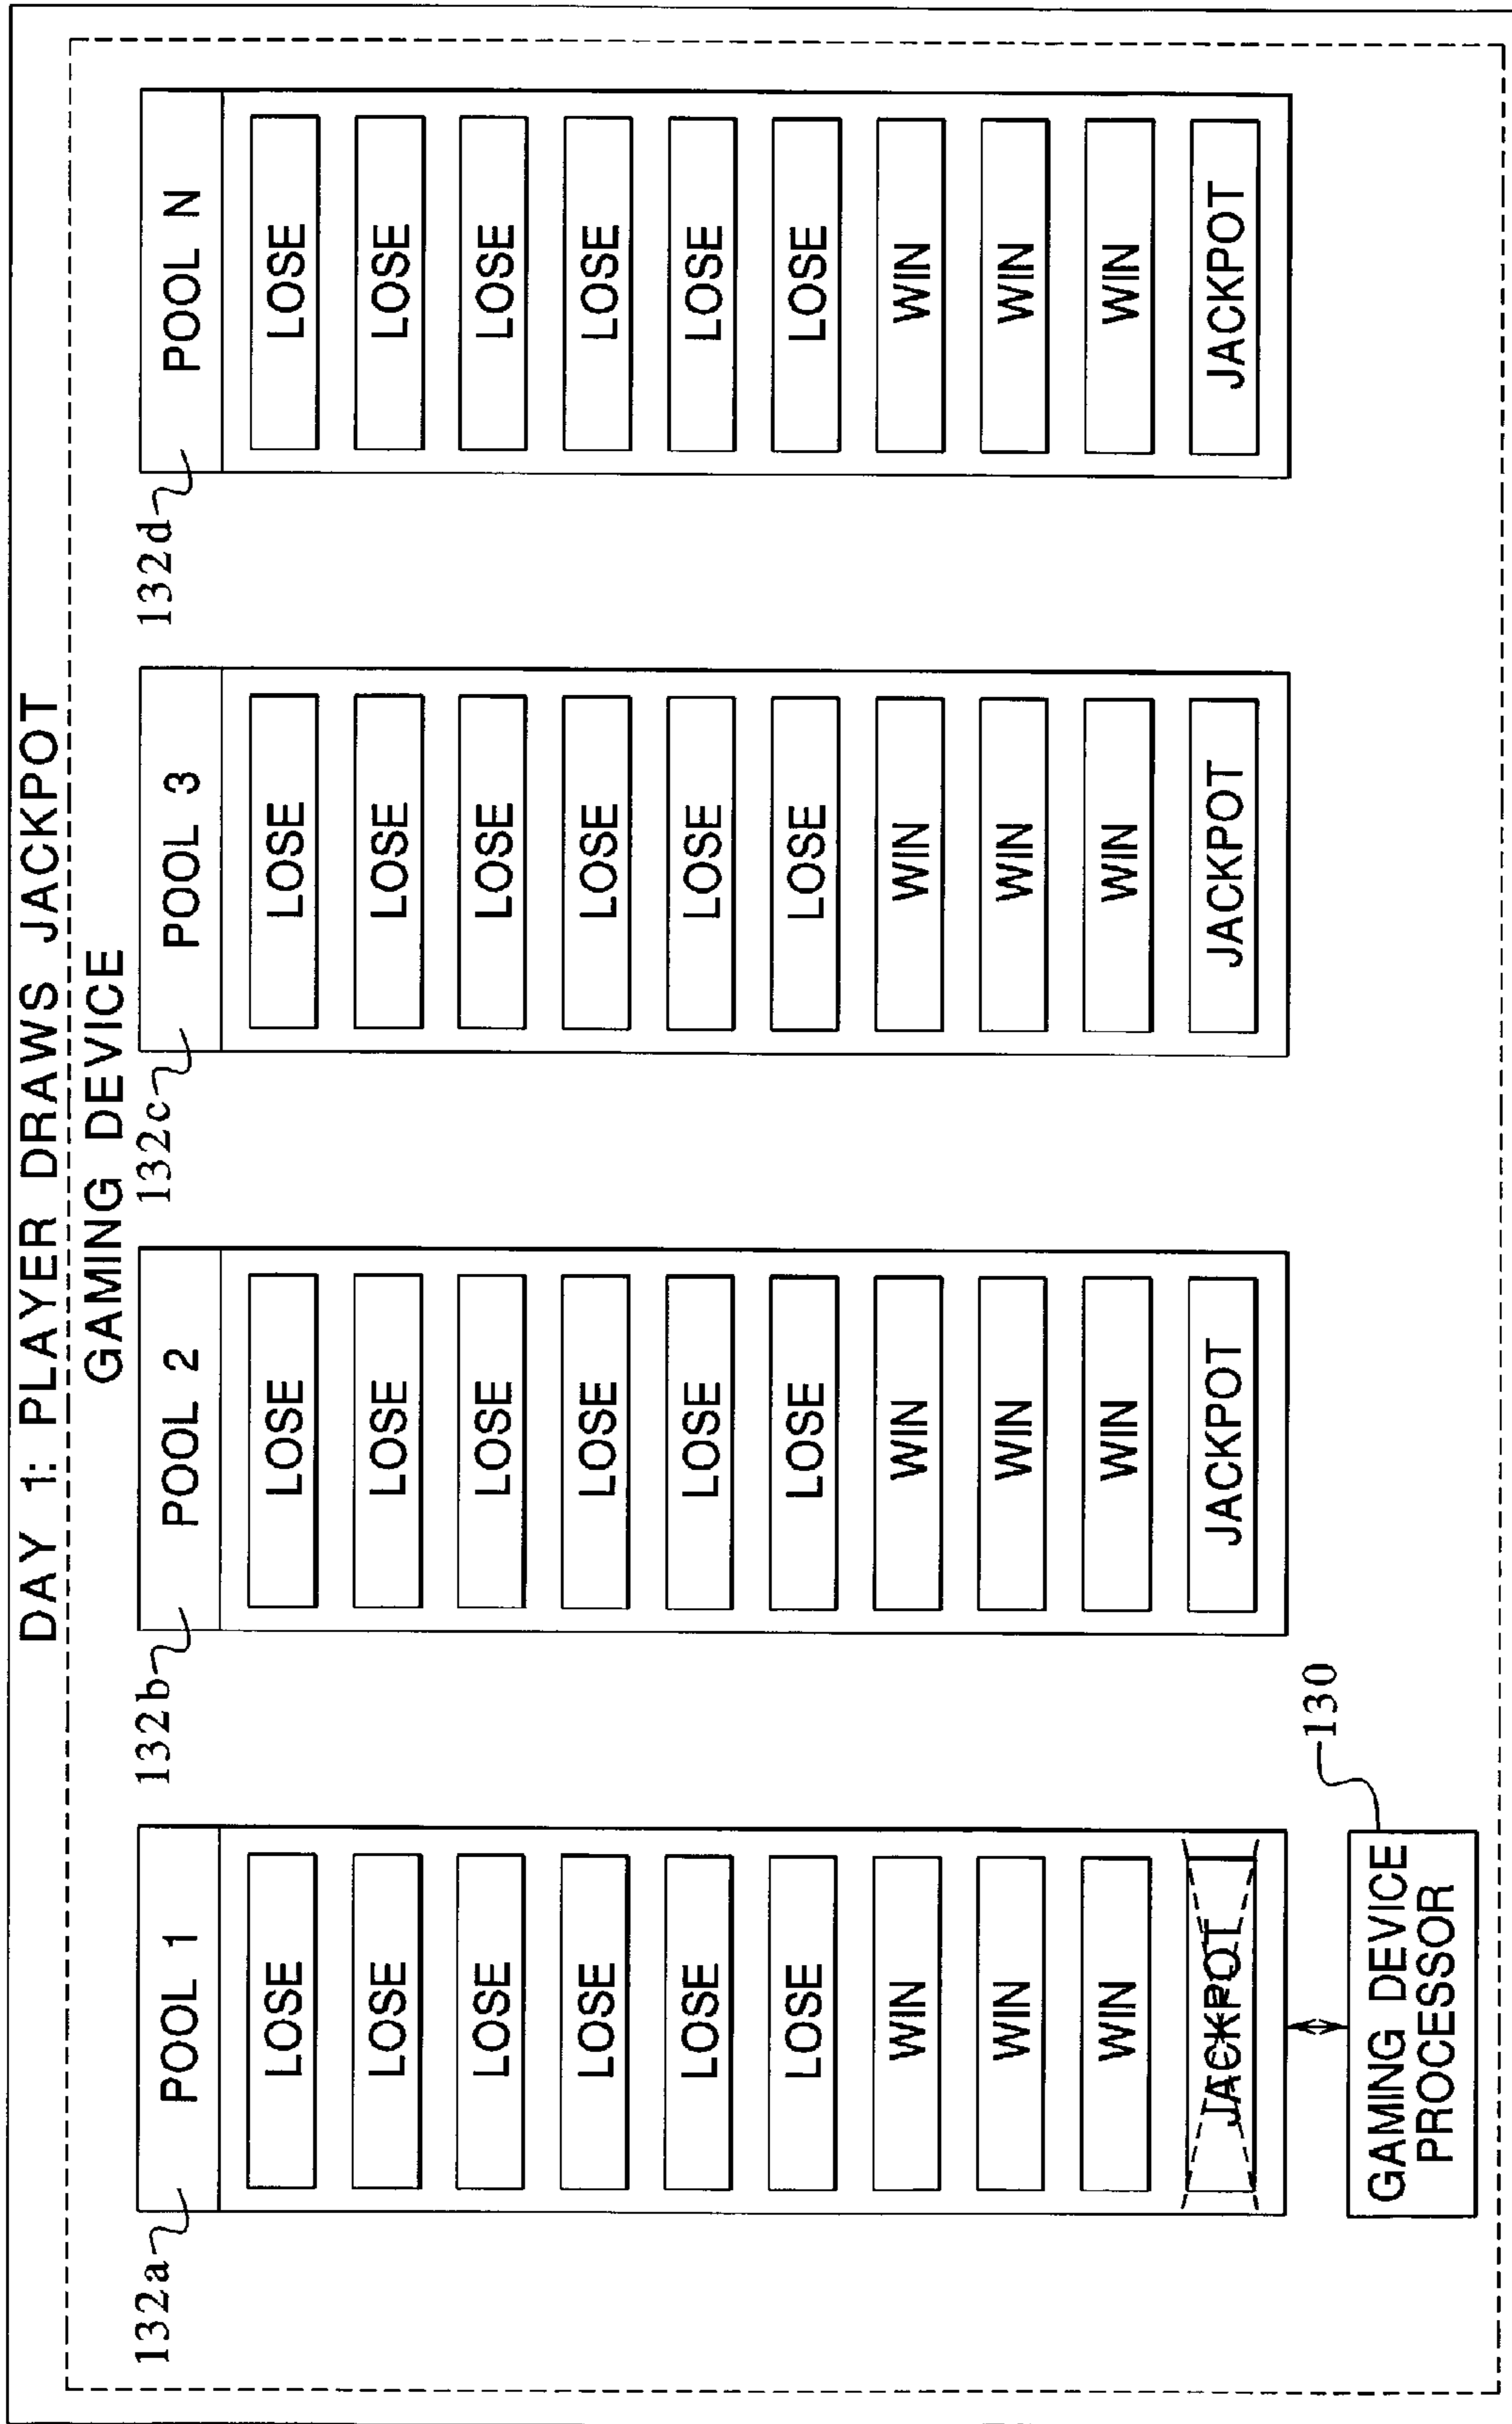 DAY 1: PLAYER DRAWS JACKPOT
GAMING DEVICE
132a
POOL 1
LOSE
LOSE
LOSE
LOSE
LOSE
LOSE
WIN
WIN
WIN
JACKPOT
GAMING DEVICE
PROCESSOR
130
132b
POOL 2
LOSE
LOSE
LOSE
LOSE
LOSE
LOSE
WIN
WIN
WIN
JACKPOT
132c
POOL 3
LOSE
LOSE
LOSE
LOSE
LOSE
LOSE
WIN
WIN
WIN
JACKPOT
132d
POOL N
LOSE
LOSE
LOSE
LOSE
LOSE
LOSE
WIN
WIN
WIN
JACKPOT